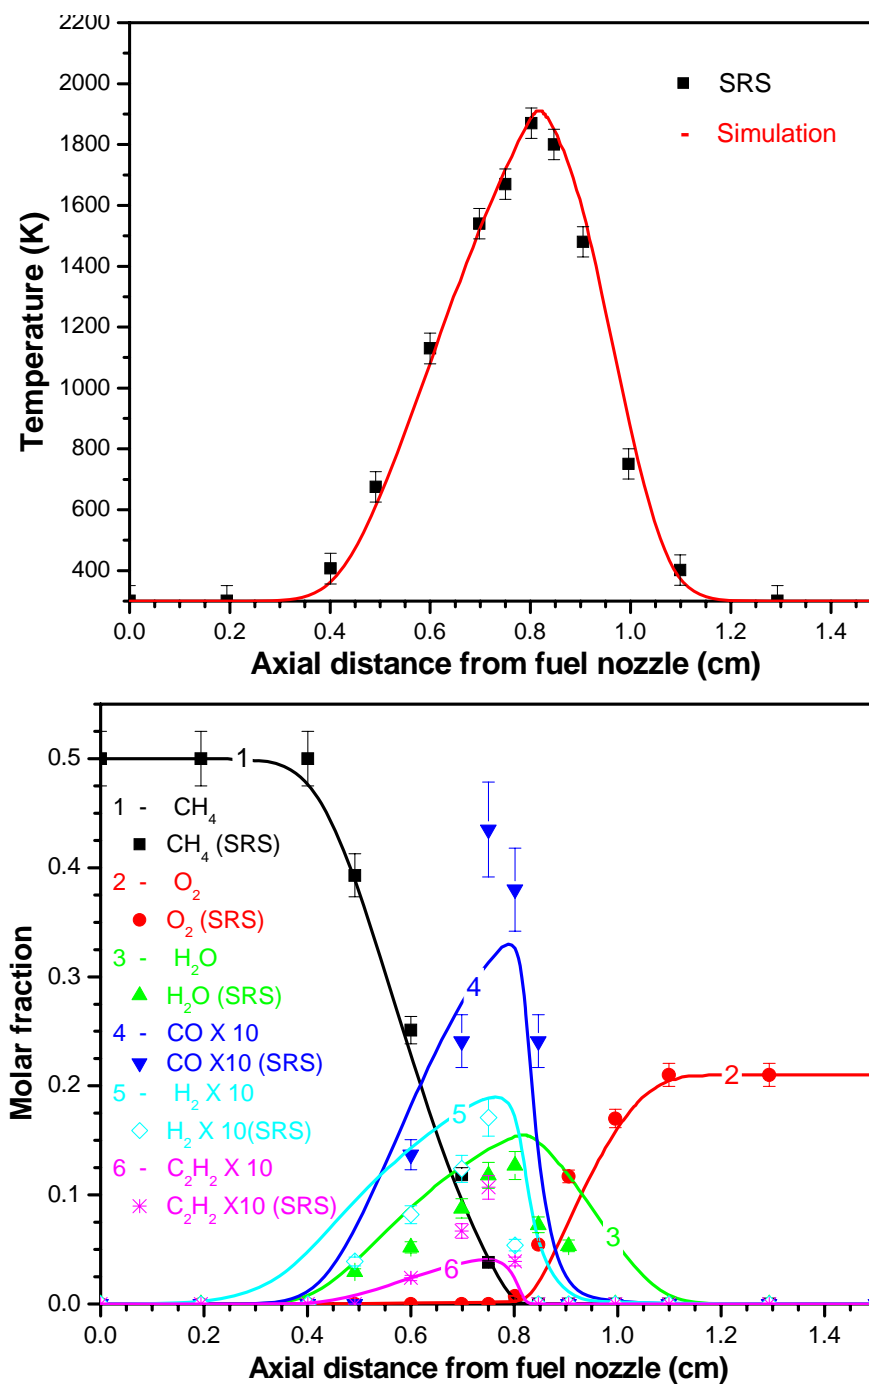 2200
2000
1800
1600
1400
1200
1000
800
600
400
Temperature (K)
SRS
- Simulation
0.0 0.2 0.4 0.6 0.8 1.0 1.2 1.4
Axial distance from fuel nozzle (cm)
0.5
0.4
0.3
0.2
0.1
0.0
Molar fraction
1
1 - CH₄
CH₄ (SRS)
2 - O₂
O₂ (SRS)
3 - H₂O
H₂O (SRS)
4 - CO X 10
CO X10 (SRS)
5 - H₂ X 10
H₂ X 10(SRS)
6 - C₂H₂ X 10
C₂H₂ X10 (SRS)
4
5
2
3
6
0.0 0.2 0.4 0.6 0.8 1.0 1.2 1.4
Axial distance from fuel nozzle (cm)